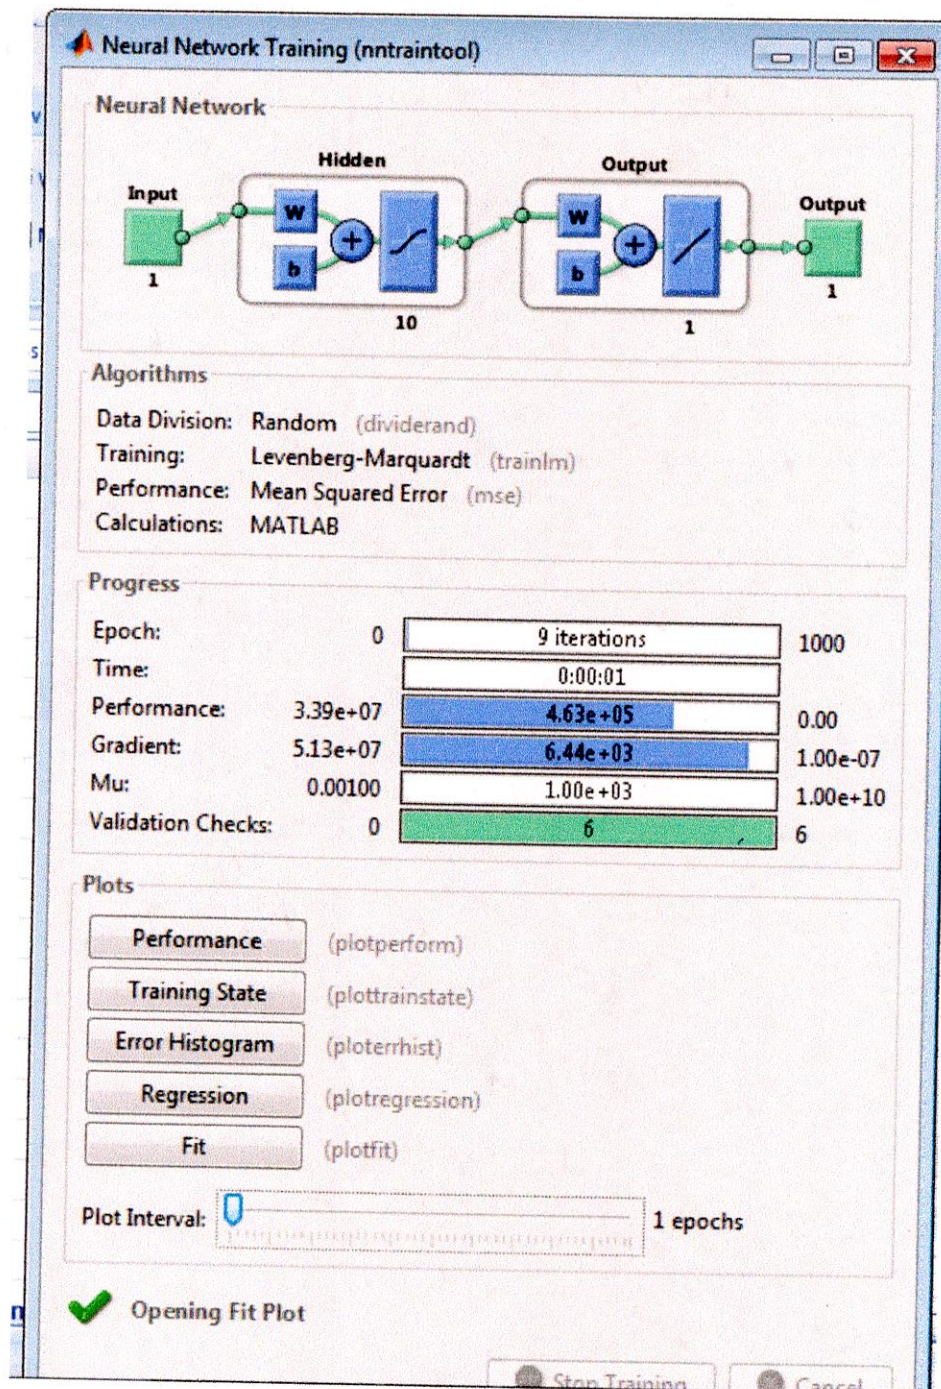 Neural Network Training (nntraintool)
Neural Network
Hidden
Output
Input
W
b
+
W
b
+
Output
1
10
1
1
Algorithms
Data Division: Random (dividerand)
Training: Levenberg-Marquardt (trainlm)
Performance: Mean Squared Error (mse)
Calculations: MATLAB
Progress
Epoch: 0 9 iterations 1000
Time: 0:00:01
Performance: 3.39e+07 4.63e+05 0.00
Gradient: 5.13e+07 6.44e+03 1.00e-07
Mu: 0.00100 1.00e+03 1.00e+10
Validation Checks: 0 6 6
Plots
Performance (plotperform)
Training State (plottrainstate)
Error Histogram (ploterrhist)
Regression (plotregression)
Fit (plotfit)
Plot Interval: 1 epochs
Opening Fit Plot
Stop Training Cancel